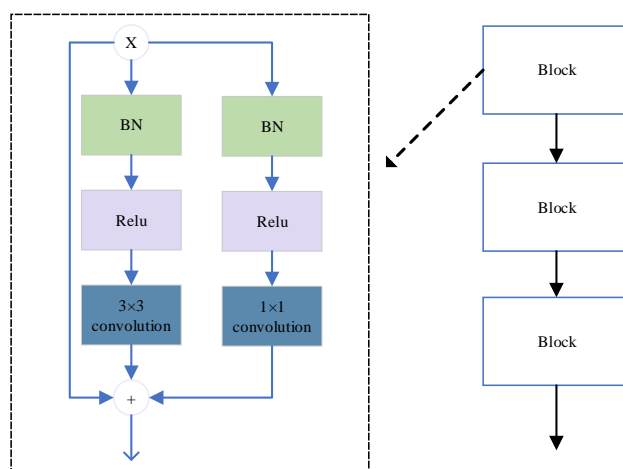 X
BN
BN
Relu
Relu
3×3
convolution
1×1
convolution
+
Block
Block
Block